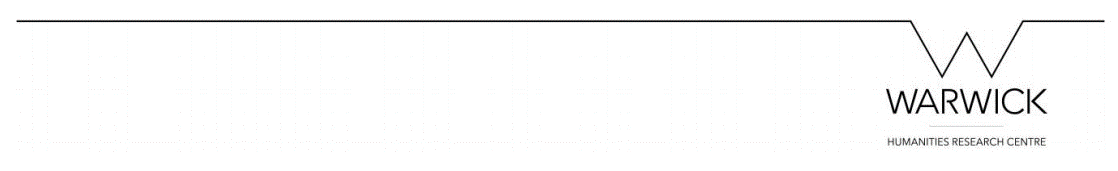 WARWICK
HUMANITIES RESEARCH CENTRE